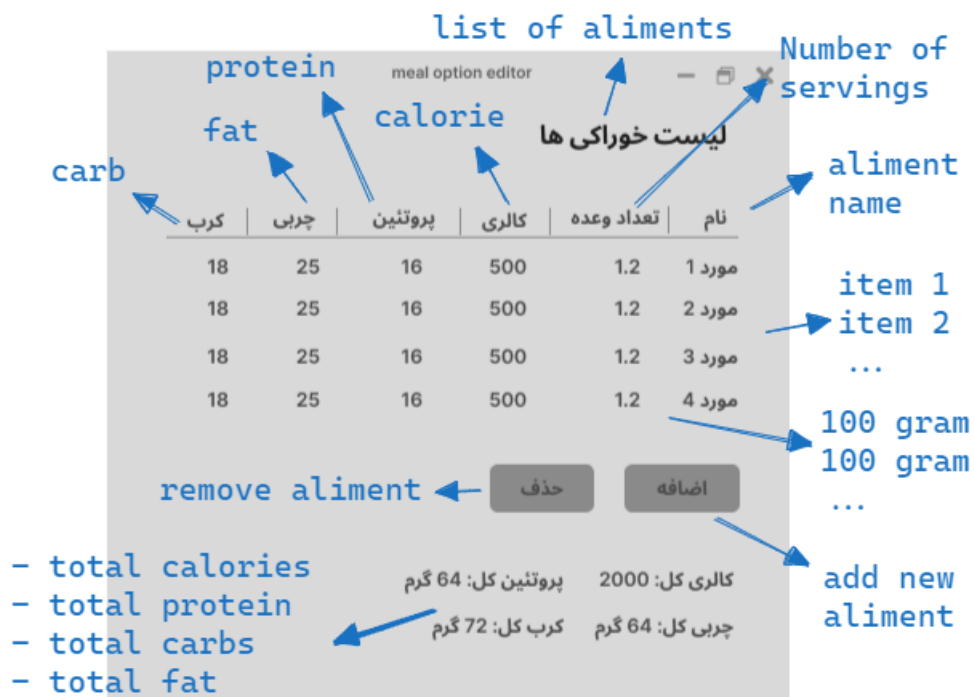 list of aliments
Number of
servings
protein
meal option editor
calorie
fat
لیست خوراکی ها
carb
aliment
name
نام | تعداد وعده | کالری | پروتئین | چربی | کرب
مورد 1 1.2 500 16 25 18
مورد 2 1.2 500 16 25 18
مورد 3 1.2 500 16 25 18
مورد 4 1.2 500 16 25 18
item 1
item 2
...
100 gram
100 gram
...
اضافه
حذف
remove aliment
add new
aliment
کالری کل: 2000 پروتئین کل: 64 گرم
چربی کل: 64 گرم کرب کل: 72 گرم
- total calories
- total protein
- total carbs
- total fat